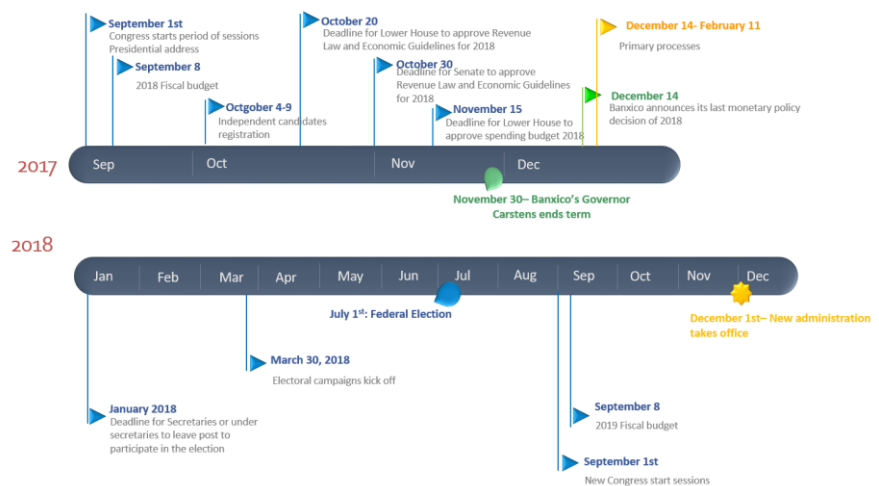 September 1st
Congress starts period of sessions
Presidential address
September 8
2018 Fiscal budget
Octgober 4-9
Independent candidates
registration
October 20
Deadline for Lower House to approve Revenue
Law and Economic Guidelines for 2018
October 30
Deadline for Senate to approve
Revenue Law and Economic Guidelines
for 2018
November 15
Deadline for Lower House to
approve spending budget 2018
December 14- February 11
Primary processes
December 14
Banxico announces its last monetary policy
decision of 2018
2017
Sep
Oct
Nov
Dec
November 30– Banxico's Governor
Carstens ends term
2018
Jan
Feb
Mar
Apr
May
Jun
Jul
Aug
Sep
Oct
Nov
Dec
July 1st: Federal Election
December 1st– New administration
takes office
March 30, 2018
Electoral campaigns kick off
January 2018
Deadline for Secretaries or under
secretaries to leave post to
participate in the election
September 8
2019 Fiscal budget
September 1st
New Congress start sessions